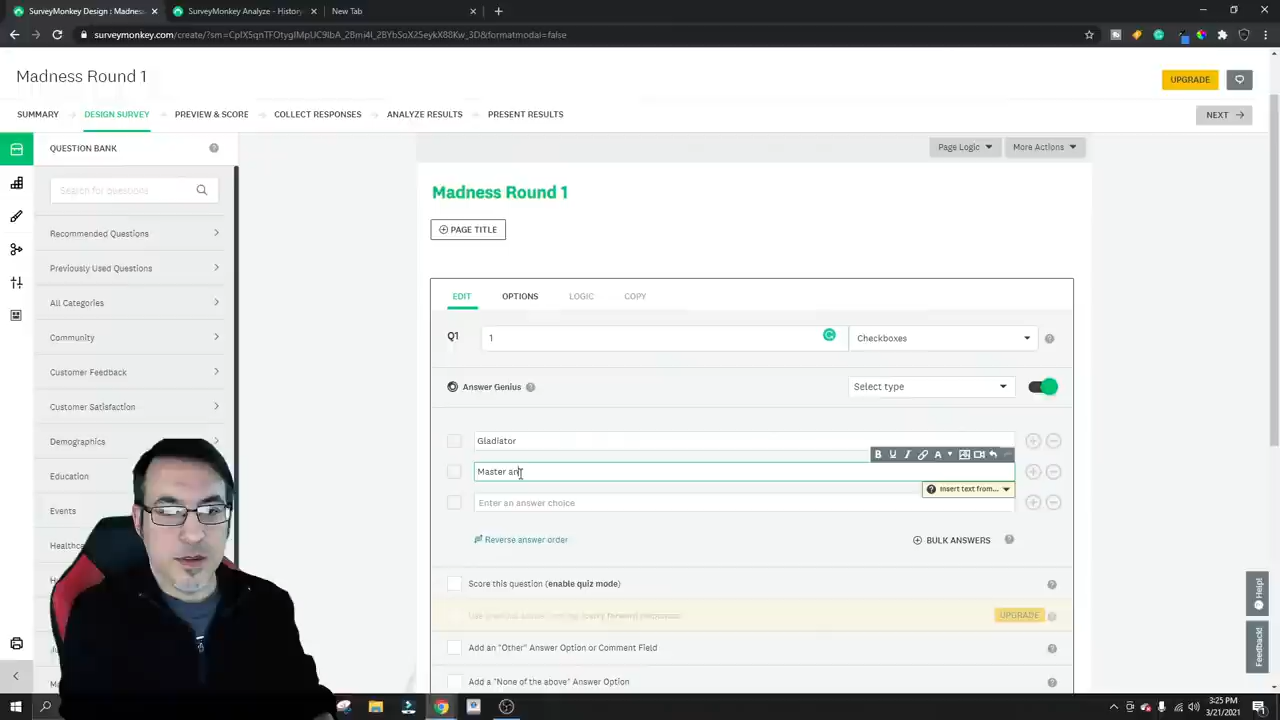 SurveyMonkey Design : Madness
SurveyMonkey Analyze - History
New Tab
surveymonkey.com/create/?sm=
formatmodal=false
Madness Round 1
UPGRADE
SUMMARY
DESIGN SURVEY
PREVIEW & SCORE
COLLECT RESPONSES
ANALYZE RESULTS
PRESENT RESULTS
NEXT
QUESTION BANK
Page Logic
More Actions
Search for questions
Madness Round 1
PAGE TITLE
Recommended Questions
Previously Used Questions
All Categories
Community
Customer Feedback
Customer Satisfaction
Demographics
Education
Events
Healthc
EDIT
OPTIONS
LOGIC
COPY
Q1
1
Checkboxes
Answer Genius
Select type
Gladiator
B U I A
Master an
Insert text from...
Enter an answer choice
Reverse answer order
BULK ANSWERS
Score this question (enable quiz mode)
UPGRADE
Add an "Other" Answer Option or Comment Field
Add a "None of the above" Answer Option
Help!
Feedback!
3:25 PM
3/21/2021